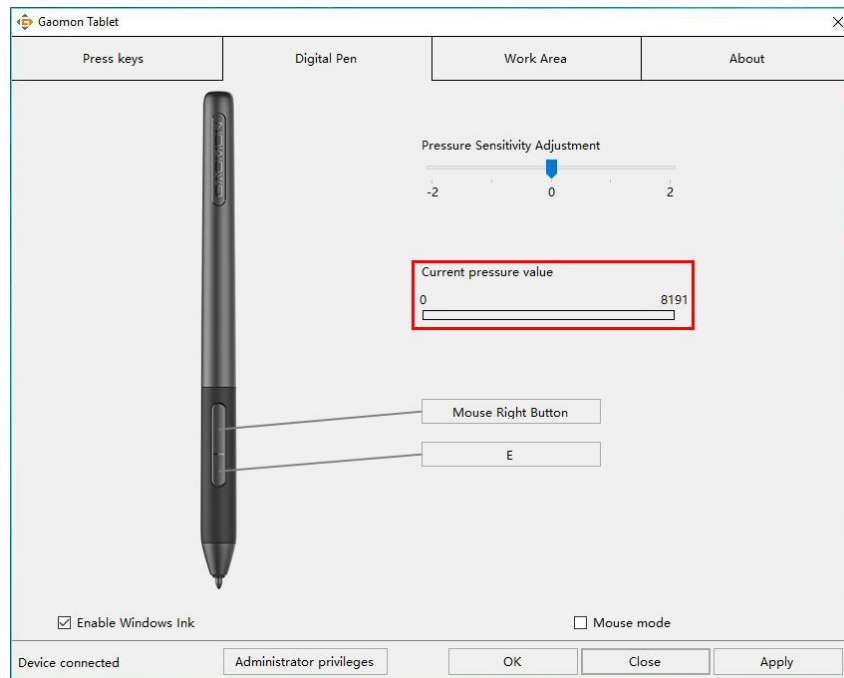 Gaomon Tablet
Press keys
Digital Pen
Work Area
About
GAOMON
Pressure Sensitivity Adjustment
-2 0 2
Current pressure value
0 8191
Mouse Right Button
E
Enable Windows Ink
Mouse mode
Device connected
Administrator privileges
OK
Close
Apply